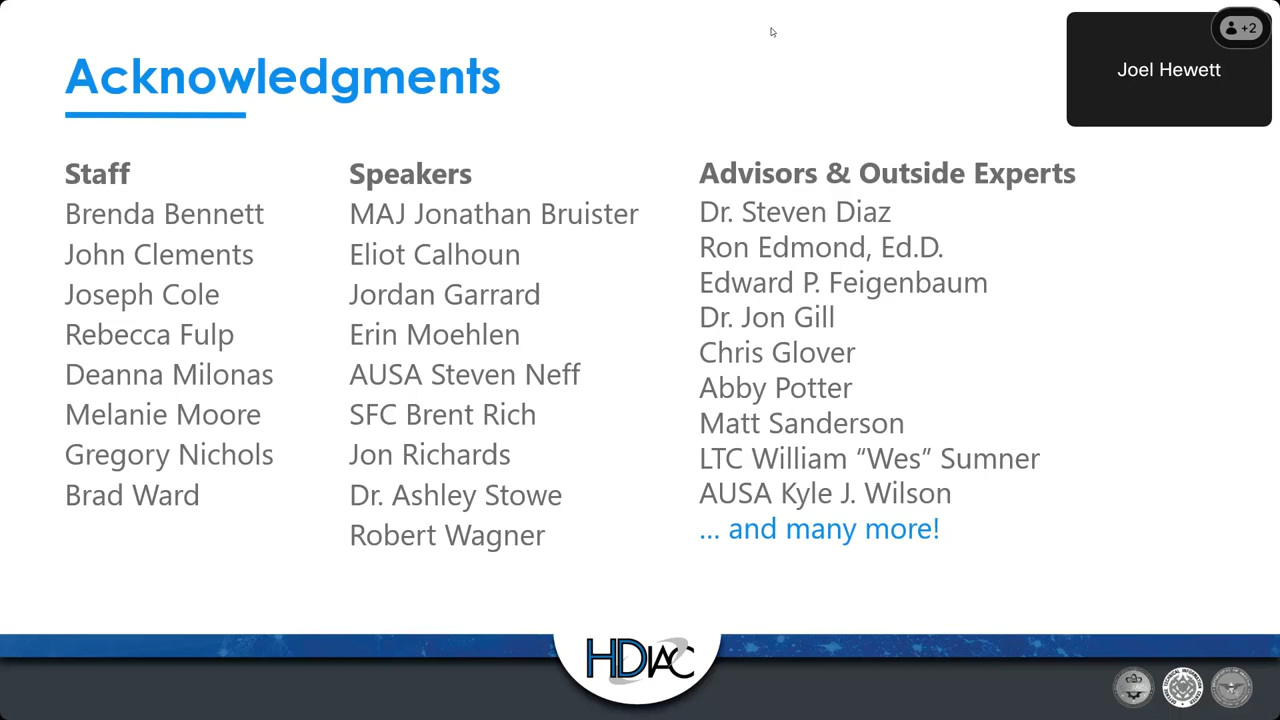 Acknowledgments
+2
Joel Hewett
Staff
Brenda Bennett
John Clements
Joseph Cole
Rebecca Fulp
Deanna Milonas
Melanie Moore
Gregory Nichols
Brad Ward
Speakers
MAJ Jonathan Bruister
Eliot Calhoun
Jordan Garrard
Erin Moehlen
AUSA Steven Neff
SFC Brent Rich
Jon Richards
Dr. Ashley Stowe
Robert Wagner
Advisors & Outside Experts
Dr. Steven Diaz
Ron Edmond, Ed.D.
Edward P. Feigenbaum
Dr. Jon Gill
Chris Glover
Abby Potter
Matt Sanderson
LTC William “Wes” Sumner
AUSA Kyle J. Wilson
... and many more!
HDIAC